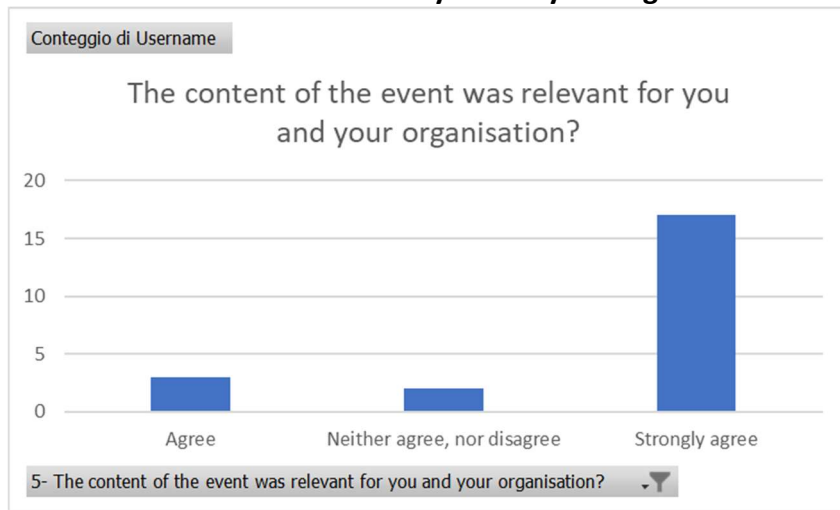 Conteggio di Username
The content of the event was relevant for you
and your organisation?
20
15
10
5
0
Agree
Neither agree, nor disagree
Strongly agree
5- The content of the event was relevant for you and your organisation?